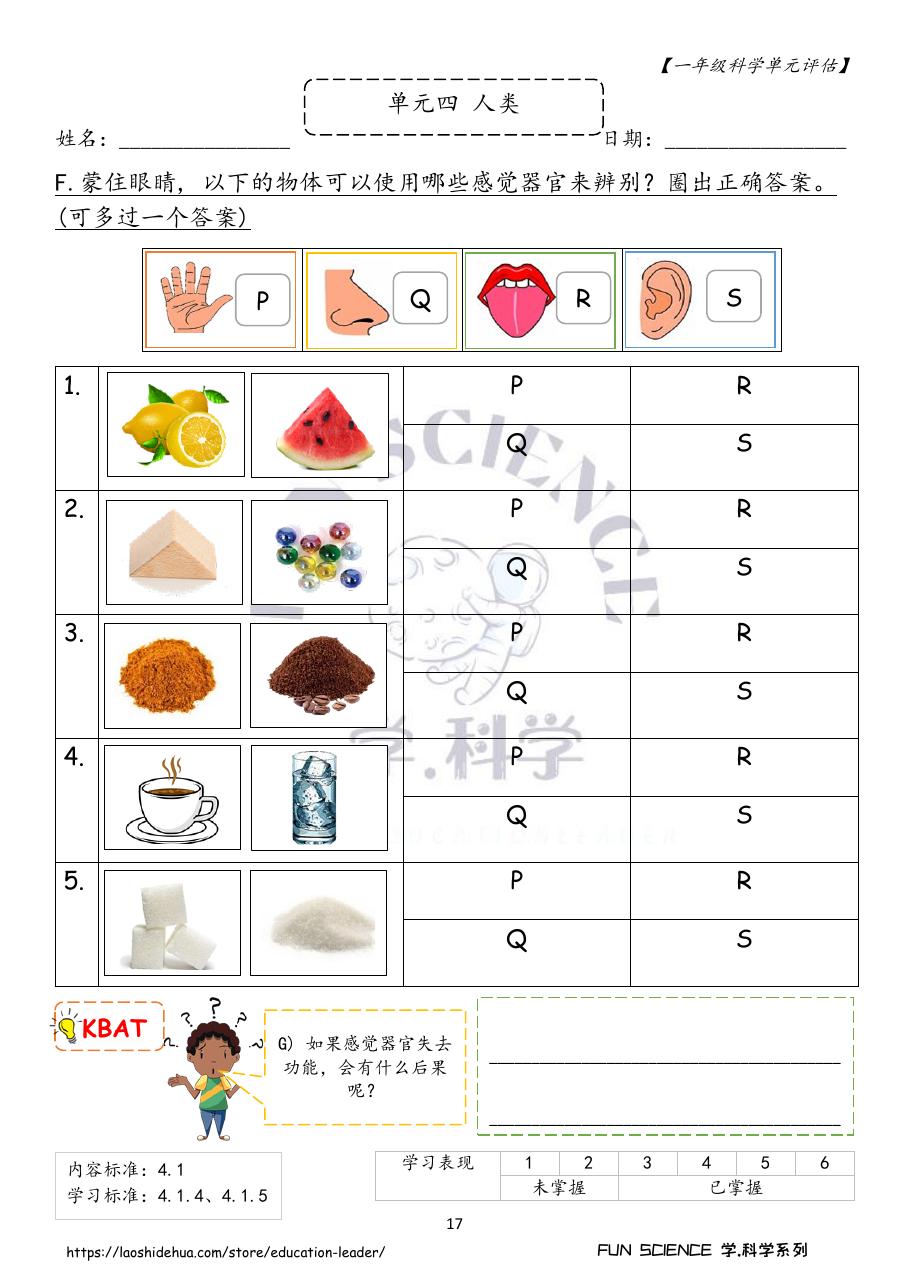 【一年级科学单元评估】
单元四 人类
姓名：________________ 日期：_________________
F. 蒙住眼睛，以下的物体可以使用哪些感觉器官来辨别？圈出正确答案。
(可多过一个答案)
P Q R S
1. P R
Q S
2. P R
Q S
3. P R
Q S
4. P R
Q S
5. P R
Q S
KBAT
G) 如果感觉器官失去
功能，会有什么后果
呢？
内容标准：4.1
学习标准：4.1.4、4.1.5
学习表现 1 2 3 4 5 6
未掌握 已掌握
17
https://laoshidehua.com/store/education-leader/ FUN SCIENCE 学.科学系列
SCIENCE
学.科学
EDUCATIONLEADER